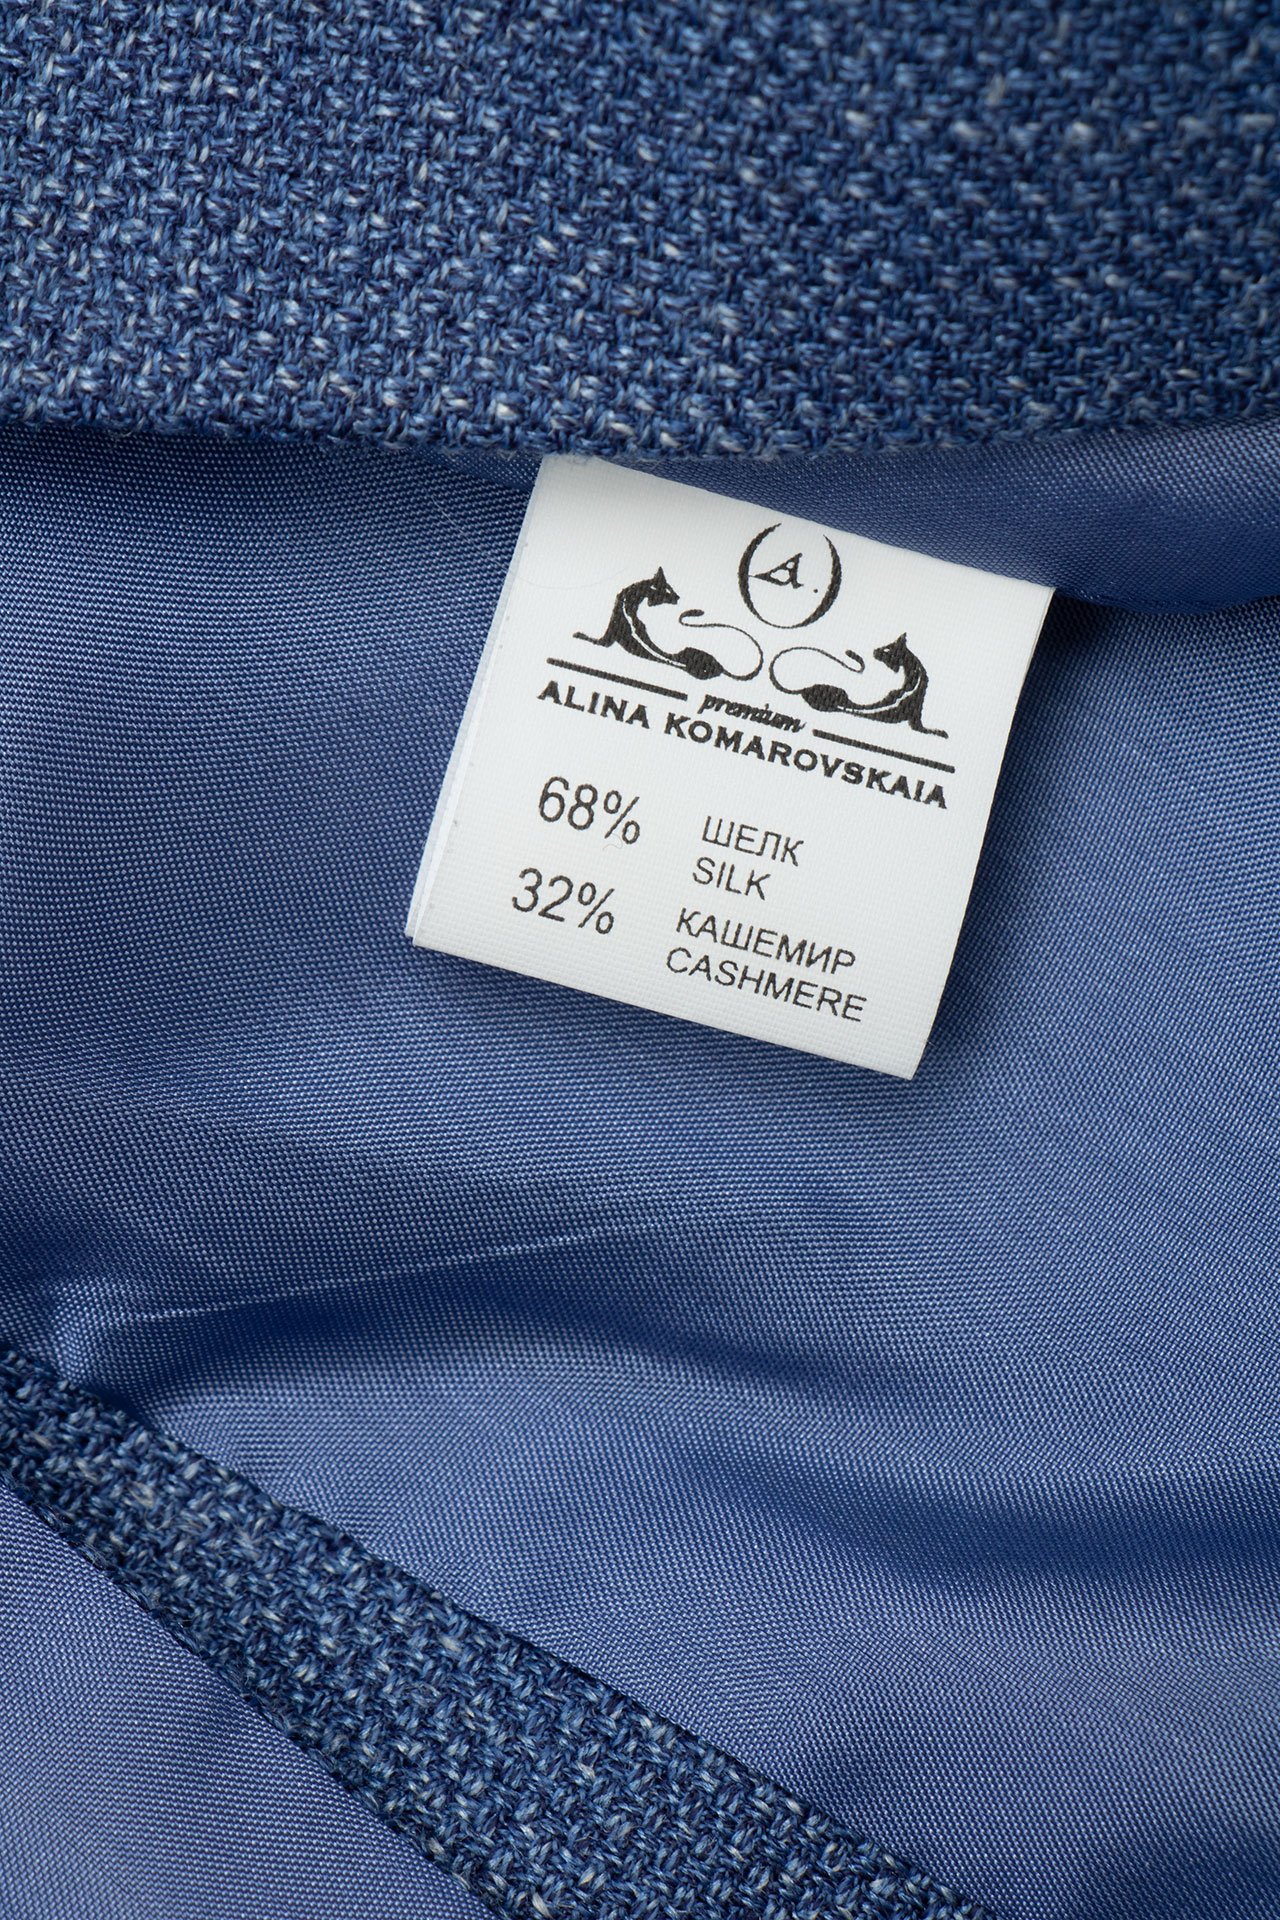 A.
premium
ALINA KOMAROVSKAIA
68% ШЕЛК
SILK
32% КАШЕМИР
CASHMERE